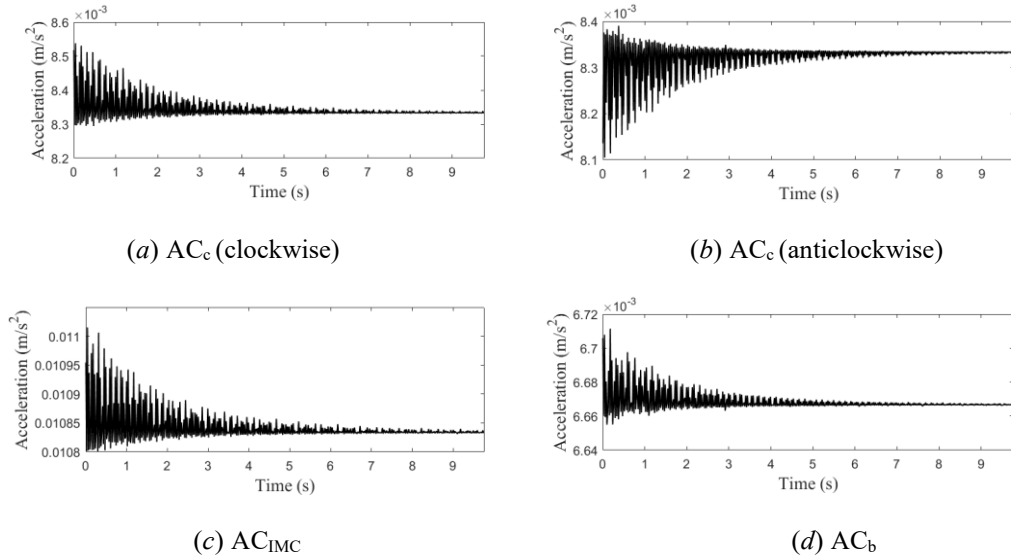 ×10⁻³
8.6
8.5
8.4
8.3
8.2
Acceleration (m/s²)
0 1 2 3 4 5 6 7 8 9
Time (s)
(a) ACc (clockwise)
8.4
8.3
8.2
8.1
×10⁻³
Acceleration (m/s²)
0 1 2 3 4 5 6 7 8 9
Time (s)
(b) ACc (anticlockwise)
0.011
0.01095
0.0109
0.01085
0.0108
Acceleration (m/s²)
0 1 2 3 4 5 6 7 8 9
Time (s)
(c) ACIMC
×10⁻³
6.72
6.7
6.68
6.66
6.64
Acceleration (m/s²)
0 1 2 3 4 5 6 7 8 9
Time (s)
(d) ACb